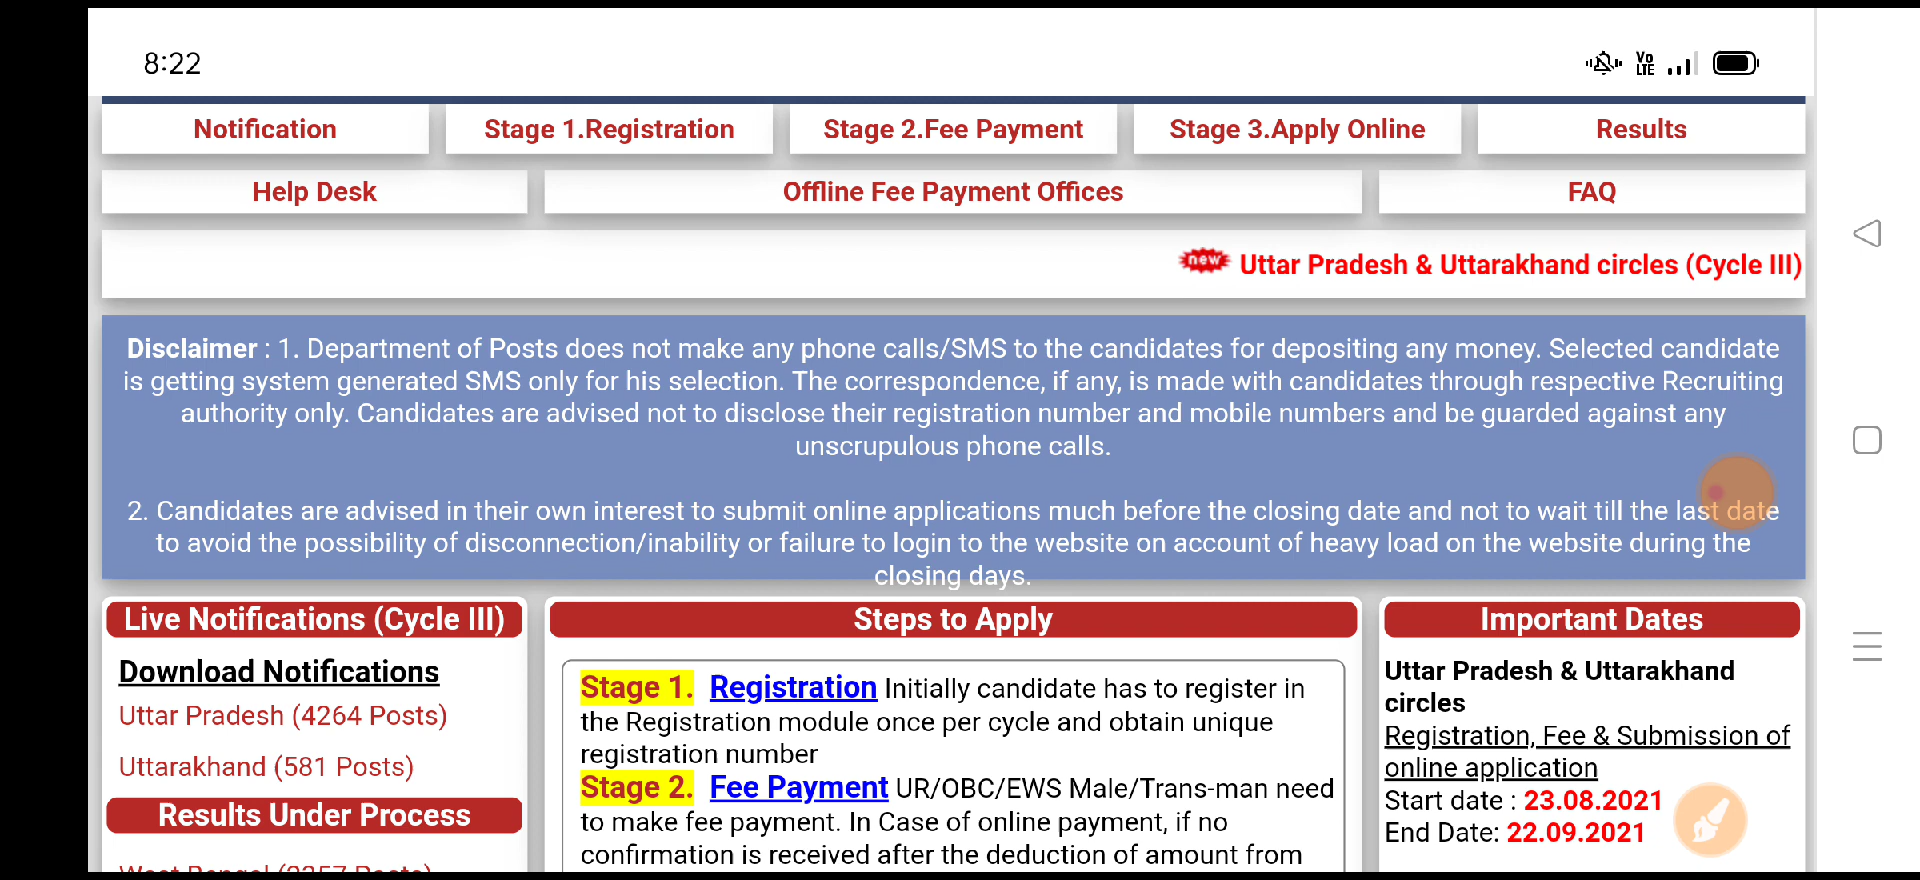 8:22
Vo
LTE
Notification
Stage 1.Registration
Stage 2.Fee Payment
Stage 3.Apply Online
Results
Help Desk
Offline Fee Payment Offices
FAQ
new Uttar Pradesh & Uttarakhand circles (Cycle III)
Disclaimer : 1. Department of Posts does not make any phone calls/SMS to the candidates for depositing any money. Selected candidate
is getting system generated SMS only for his selection. The correspondence, if any, is made with candidates through respective Recruiting
authority only. Candidates are advised not to disclose their registration number and mobile numbers and be guarded against any
unscrupulous phone calls.
2. Candidates are advised in their own interest to submit online applications much before the closing date and not to wait till the last date
to avoid the possibility of disconnection/inability or failure to login to the website on account of heavy load on the website during the
closing days.
Live Notifications (Cycle III)
Download Notifications
Uttar Pradesh (4264 Posts)
Uttarakhand (581 Posts)
Results Under Process
West Bengal (2357 Posts)
Steps to Apply
Stage 1. Registration Initially candidate has to register in
the Registration module once per cycle and obtain unique
registration number
Stage 2. Fee Payment UR/OBC/EWS Male/Trans-man need
to make fee payment. In Case of online payment, if no
confirmation is received after the deduction of amount from
Important Dates
Uttar Pradesh & Uttarakhand
circles
Registration, Fee & Submission of
online application
Start date : 23.08.2021
End Date: 22.09.2021